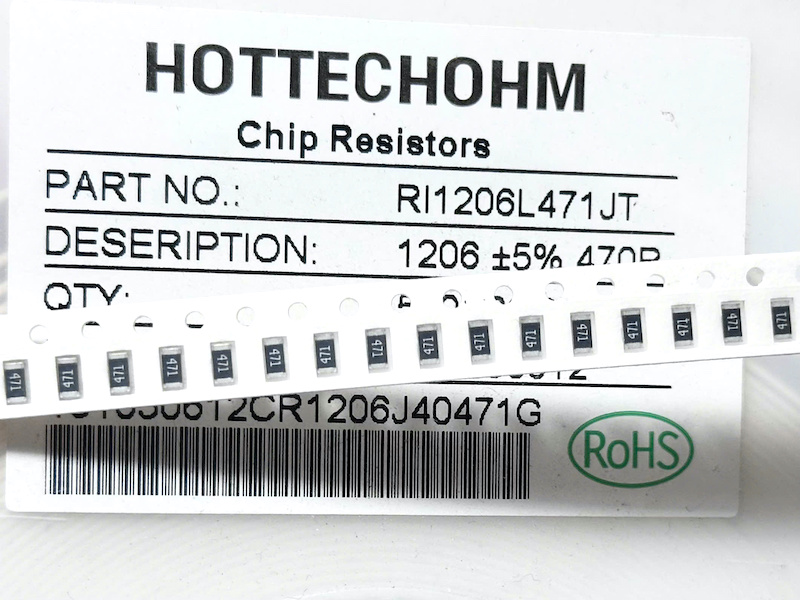 HOTTECHOHM
Chip Resistors
PART NO.: RI1206L471JT
DESERIPTION: 1206 ±5% 470R
QTY:
471 471 471 471 471 471 471 471 471 471 471 471 471 471 471 471
RoHS